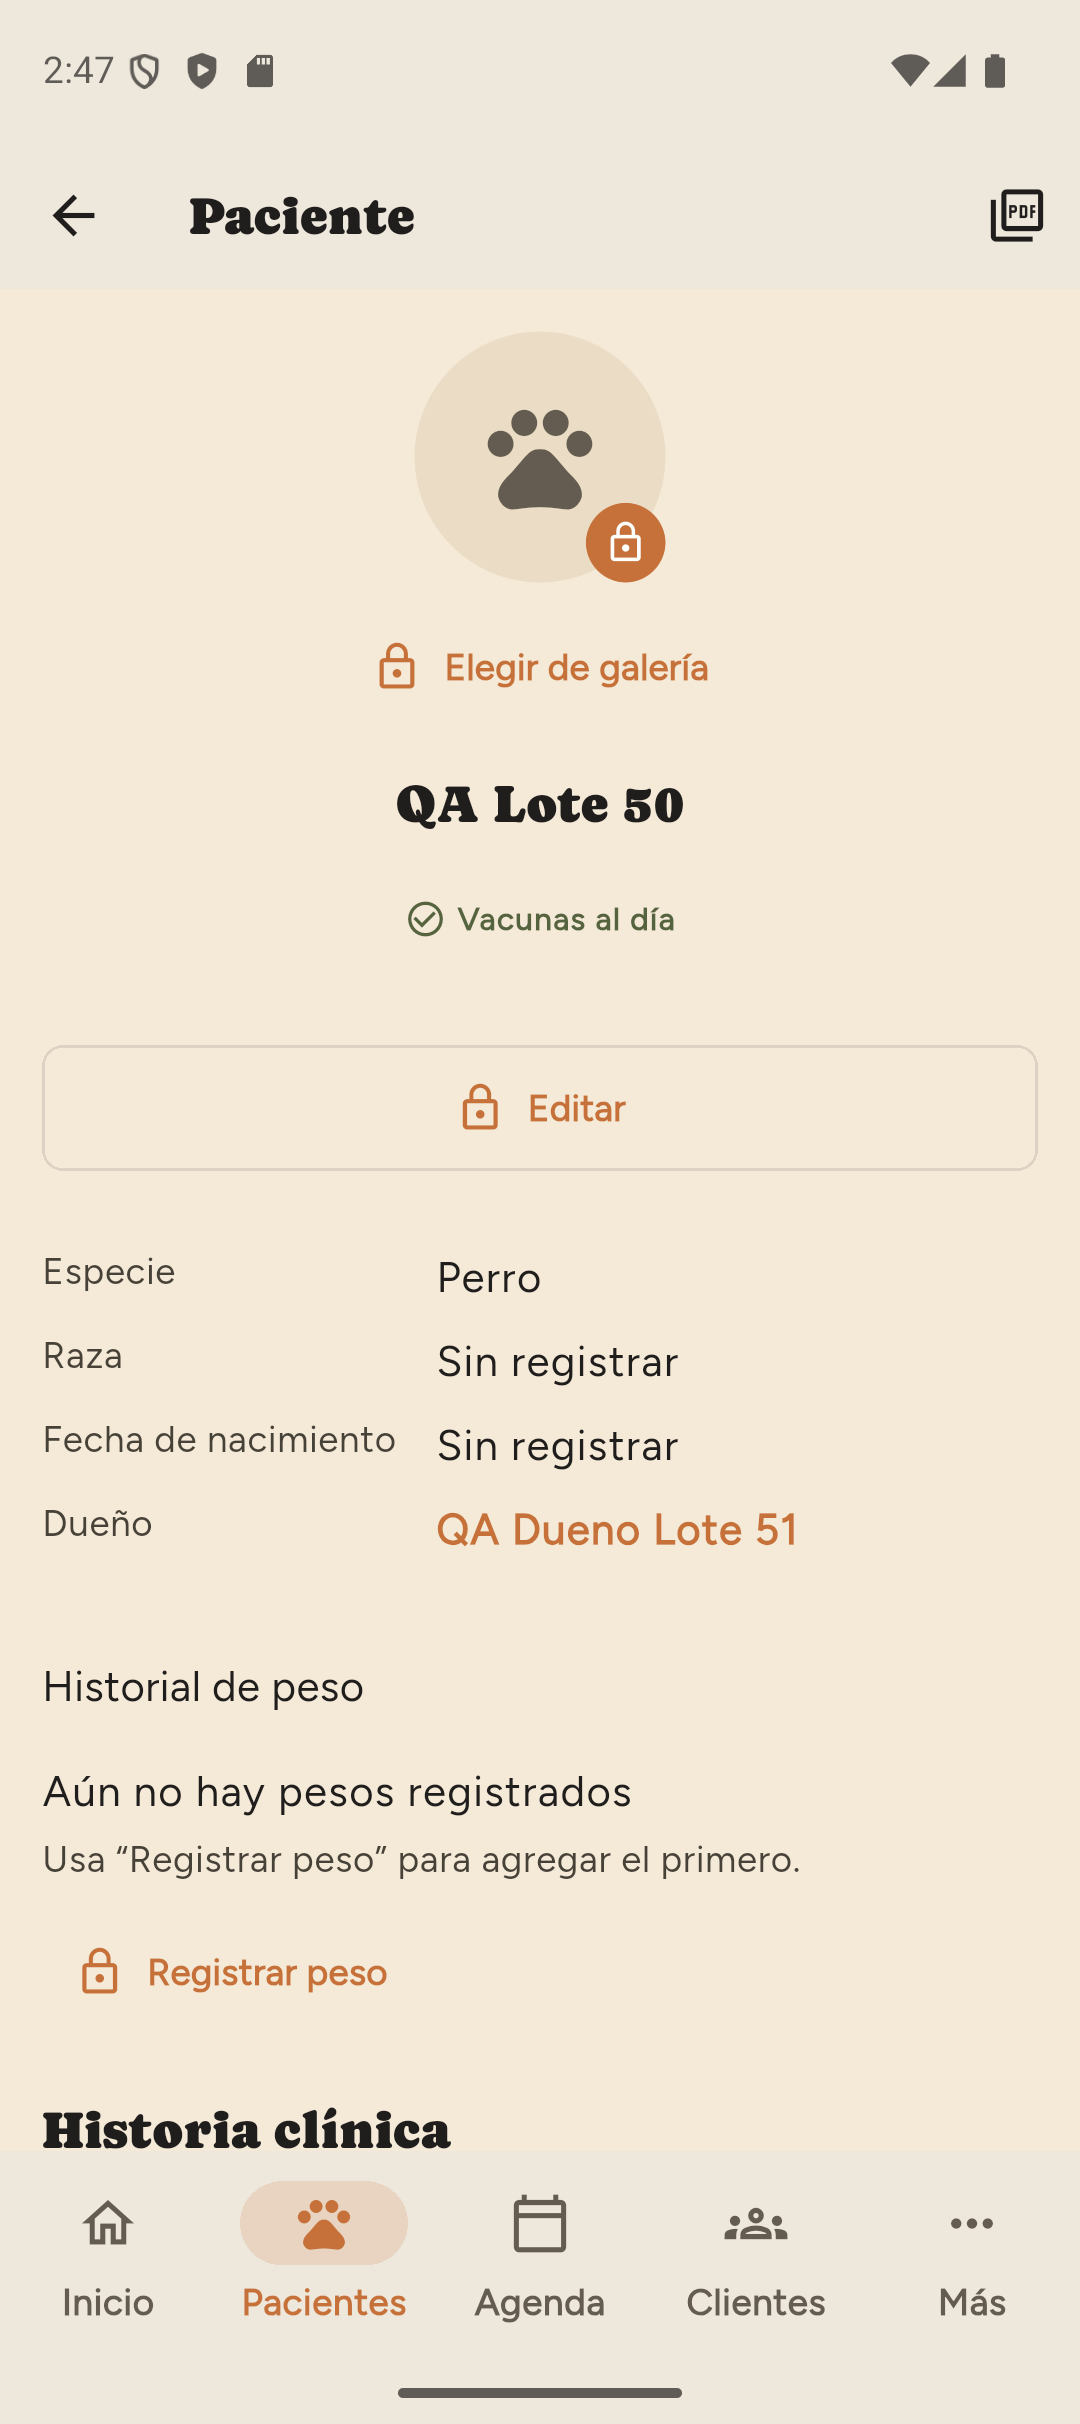 2:47
Paciente
PDF
Elegir de galería
QA Lote 50
Vacunas al día
Editar
Especie Perro
Raza Sin registrar
Fecha de nacimiento Sin registrar
Dueño QA Dueno Lote 51
Historial de peso
Aún no hay pesos registrados
Usa “Registrar peso” para agregar el primero.
Registrar peso
Historia clínica
Inicio Pacientes Agenda Clientes Más